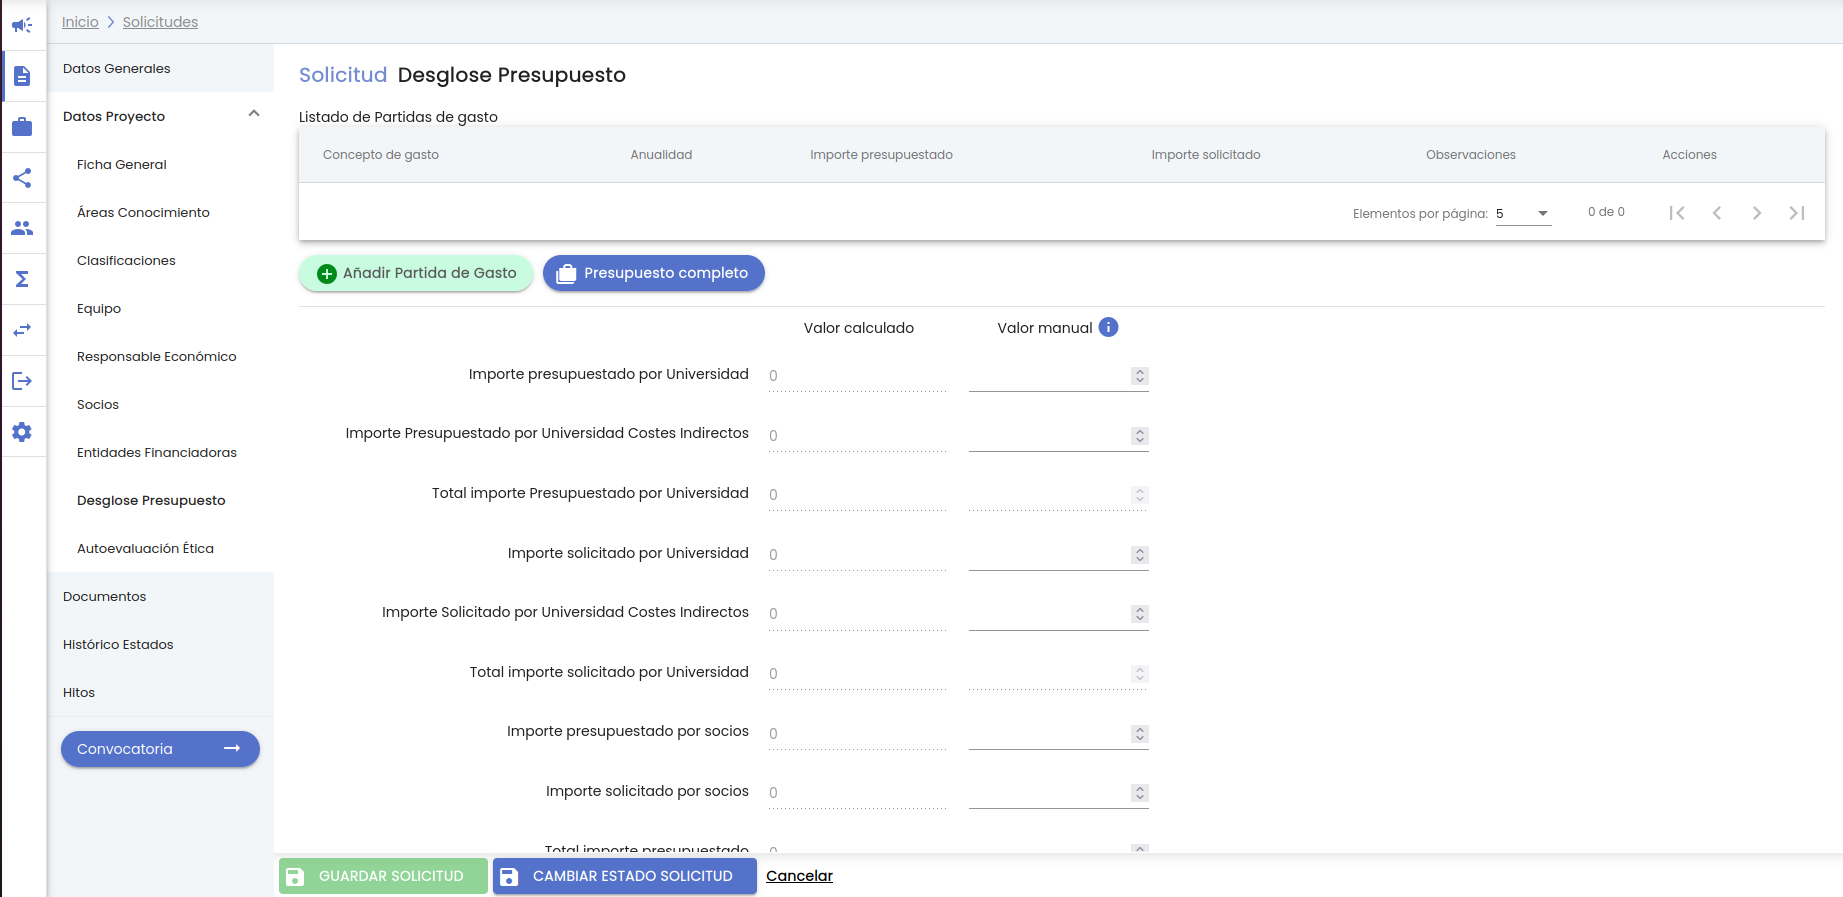 Inicio > Solicitudes
Datos Generales
Datos Proyecto
Ficha General
Áreas Conocimiento
Clasificaciones
Equipo
Responsable Económico
Socios
Entidades Financiadoras
Desglose Presupuesto
Autoevaluación Ética
Documentos
Histórico Estados
Hitos
Convocatoria
Solicitud Desglose Presupuesto
Listado de Partidas de gasto
Concepto de gasto Anualidad Importe presupuestado Importe solicitado Observaciones Acciones
Elementos por página: 5 0 de 0
Añadir Partida de Gasto Presupuesto completo
Valor calculado Valor manual i
Importe presupuestado por Universidad 0
Importe Presupuestado por Universidad Costes Indirectos 0
Total importe Presupuestado por Universidad 0
Importe solicitado por Universidad 0
Importe Solicitado por Universidad Costes Indirectos 0
Total importe solicitado por Universidad 0
Importe presupuestado por socios 0
Importe solicitado por socios 0
Total importe presupuestado 0
GUARDAR SOLICITUD CAMBIAR ESTADO SOLICITUD Cancelar